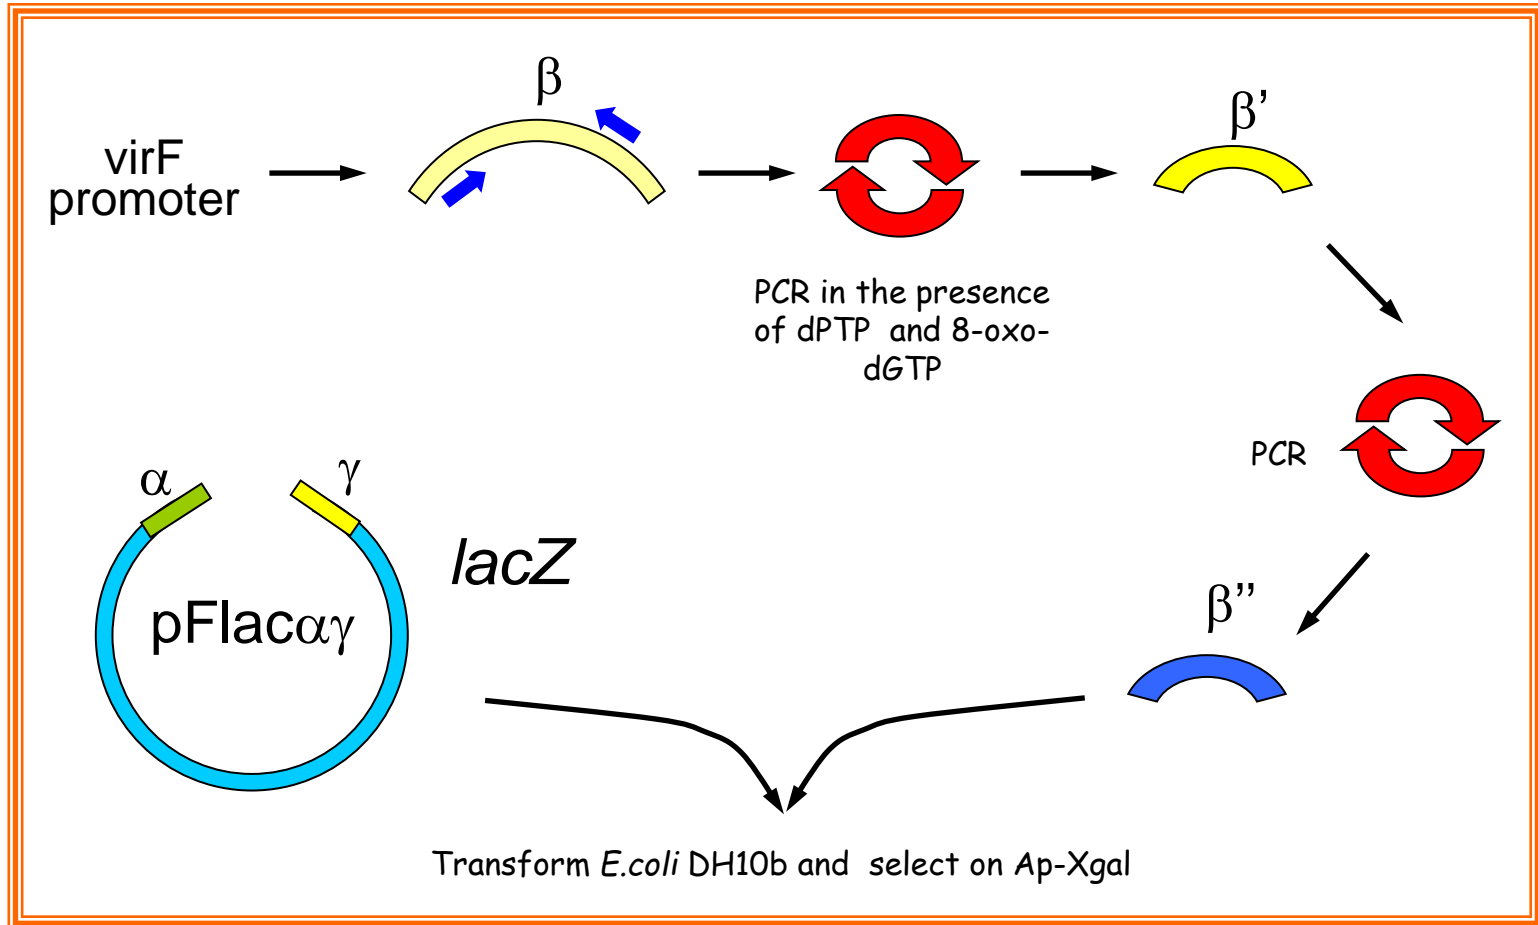 virF
promoter
β
β’
PCR in the presence
of dPTP and 8-oxo-
dGTP
PCR
α
γ
lacZ
pFlacαγ
β’’
Transform E.coli DH10b and select on Ap-Xgal